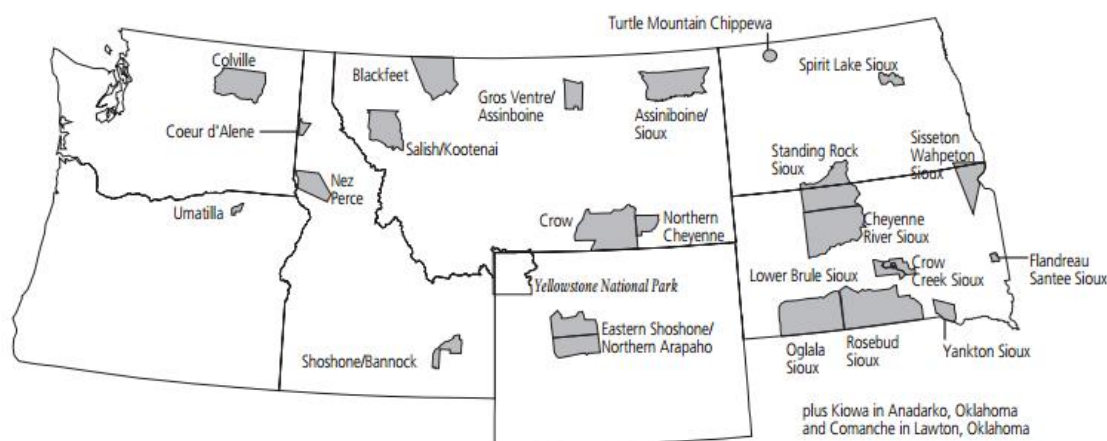 Turtle Mountain Chippewa
Colville
Blackfeet
Spirit Lake Sioux
Gros Ventre/
Assinboine
Assiniboine/
Sioux
Coeur d'Alene
Salish/Kootenai
Standing Rock
Sioux
Sisseton
Wahpeton
Sioux
Nez
Perce
Umatilla
Crow
Northern
Cheyenne
Cheyenne
River Sioux
Lower Brule Sioux
Crow
Creek Sioux
Flandreau
Santee Sioux
Yellowstone National Park
Eastern Shoshone/
Northern Arapaho
Shoshone/Bannock
Oglala
Sioux
Rosebud
Sioux
Yankton Sioux
plus Kiowa in Anadarko, Oklahoma
and Comanche in Lawton, Oklahoma